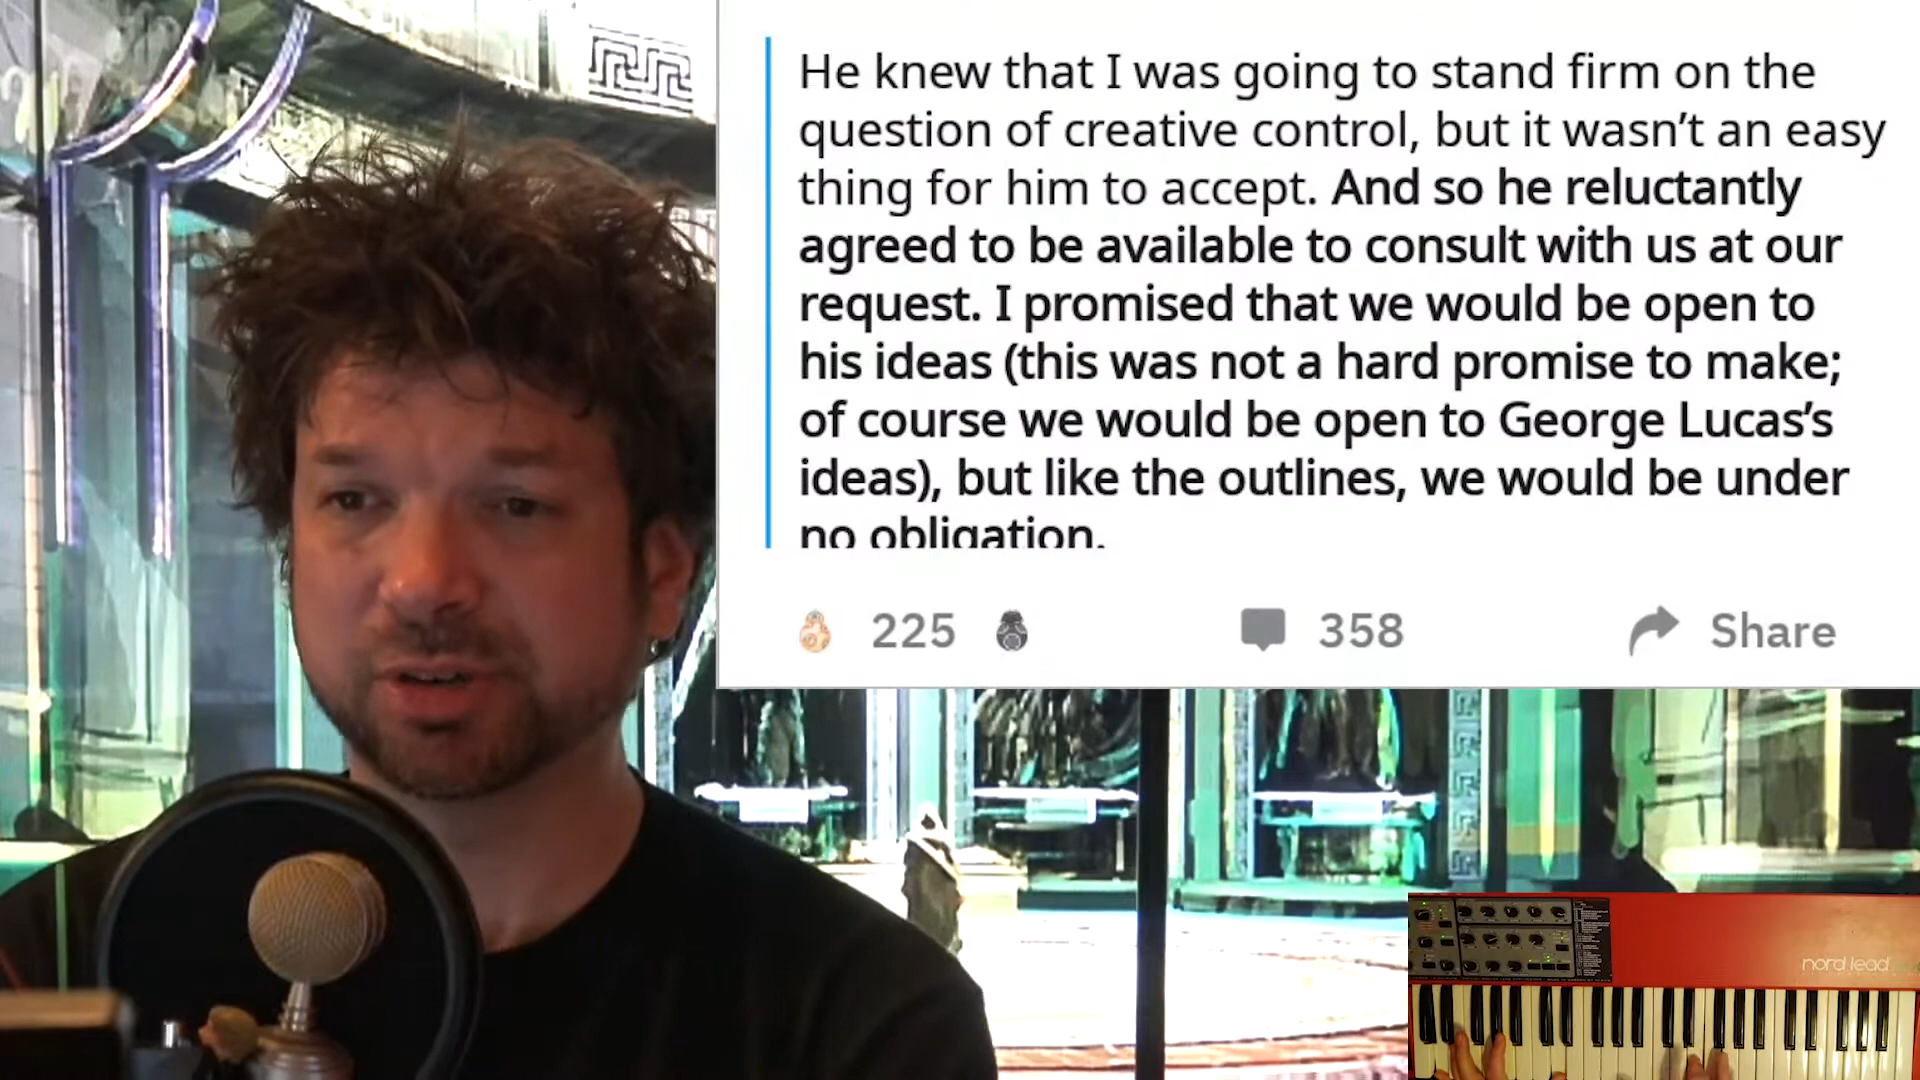 He knew that I was going to stand firm on the
question of creative control, but it wasn’t an easy
thing for him to accept. And so he reluctantly
agreed to be available to consult with us at our
request. I promised that we would be open to
his ideas (this was not a hard promise to make;
of course we would be open to George Lucas’s
ideas), but like the outlines, we would be under
no obligation.
225
358
Share
nord lead